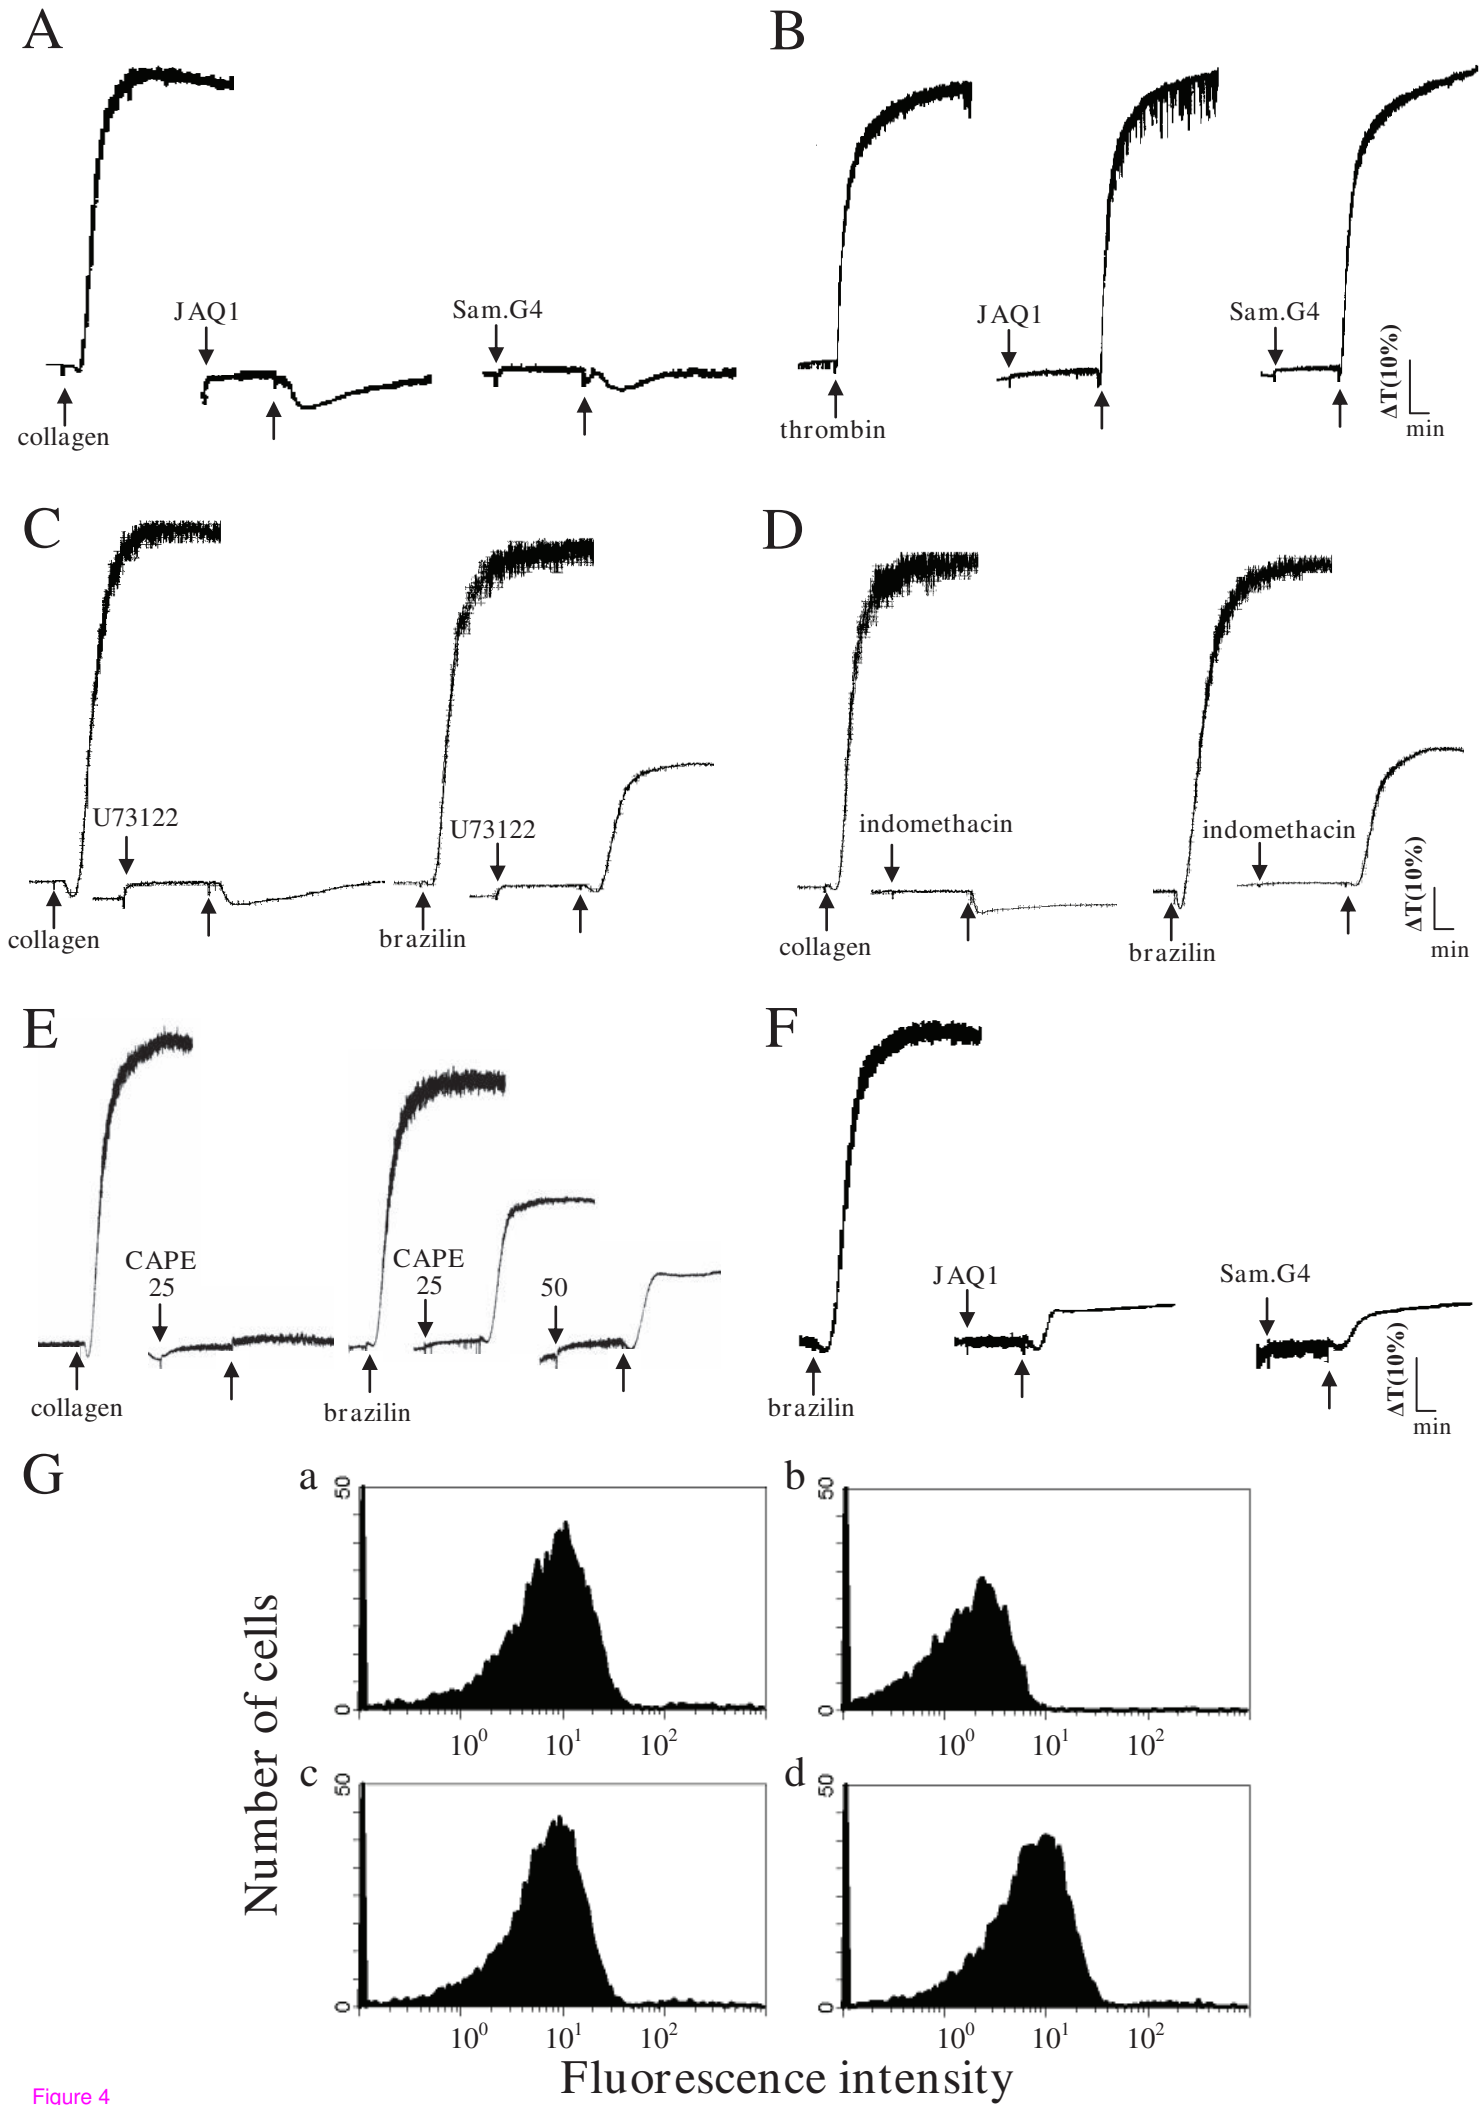 A
B
JAQ1
Sam.G4
collagen
JAQ1
Sam.G4
thrombin
ΔT(10%)
min
C
D
U73122
U73122
collagen
brazilin
indomethacin
indomethacin
collagen
brazilin
ΔT(10%)
min
E
F
CAPE
25
CAPE
25
50
collagen
brazilin
JAQ1
Sam.G4
brazilin
ΔT(10%)
min
G
a
50
0
10⁰ 10¹ 10²
b
50
0
10⁰ 10¹ 10²
c
50
0
10⁰ 10¹ 10²
d
50
0
10⁰ 10¹ 10²
Number of cells
Fluorescence intensity
Figure 4